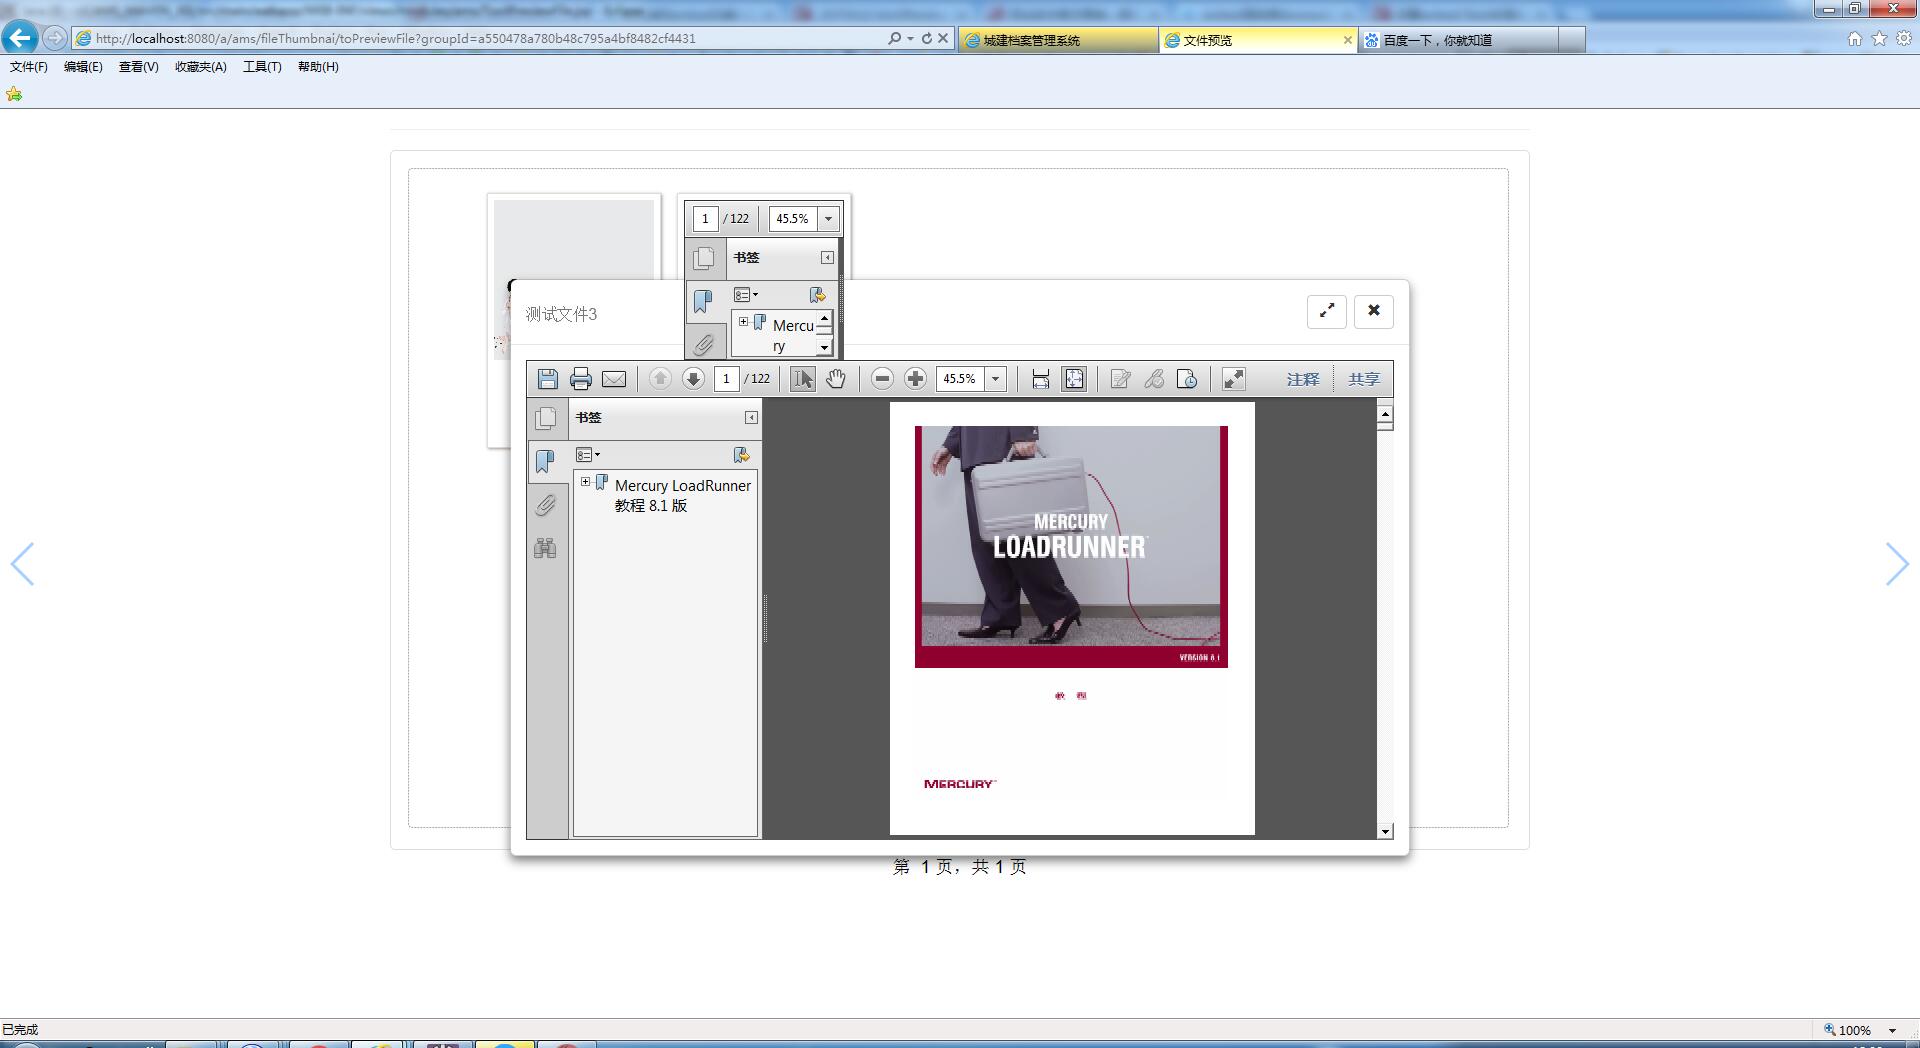 http://localhost:8080/a/ams/fileThumbnai/toPreviewFile?groupId=a550478a780b48c795a4bf8482cf4431
城建档案管理系统
文件预览
百度一下，你就知道
文件(F) 编辑(E) 查看(V) 收藏夹(A) 工具(T) 帮助(H)
1 / 122 45.5%
书签
Mercu
ry
测试文件3
1 / 122 45.5% 注释 共享
书签
Mercury LoadRunner
教程 8.1 版
MERCURY
LOADRUNNER
VERSION 8.1
教 程
MERCURY™
第 1 页，共 1 页
已完成
100%